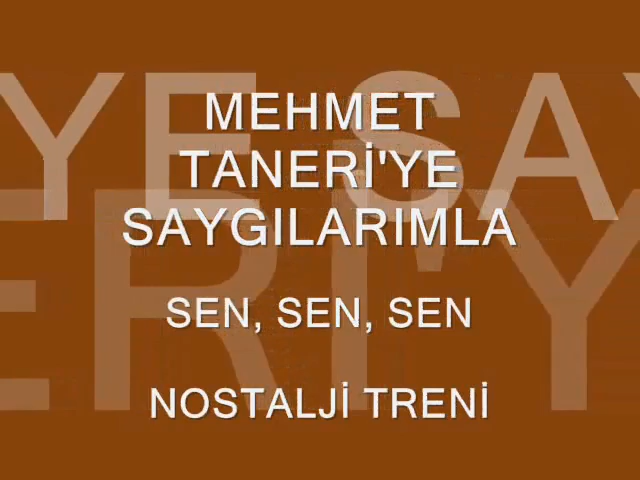 MEHMET
TANERİ'YE
SAYGILARIMLA
SEN, SEN, SEN
NOSTALJİ TRENİ